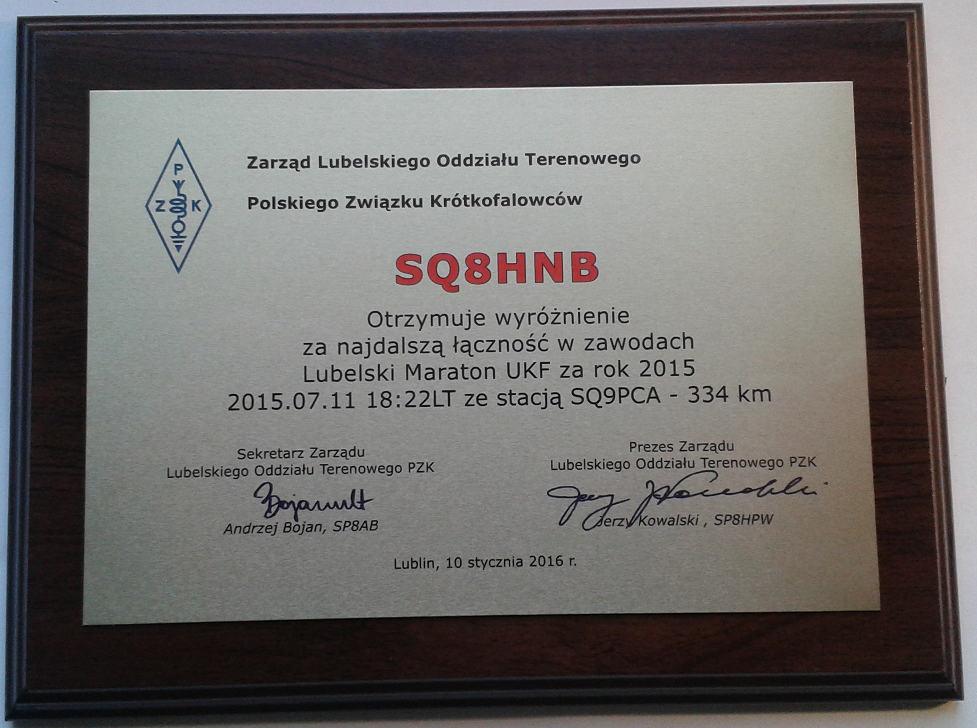 P
Z K
Zarząd Lubelskiego Oddziału Terenowego
Polskiego Związku Krótkofalowców
SQ8HNB
Otrzymuje wyróżnienie
za najdalszą łączność w zawodach
Lubelski Maraton UKF za rok 2015
2015.07.11 18:22LT ze stacją SQ9PCA - 334 km
Sekretarz Zarządu
Lubelskiego Oddziału Terenowego PZK
Andrzej Bojan, SP8AB
Prezes Zarządu
Lubelskiego Oddziału Terenowego PZK
Jerzy Kowalski
Jerzy Kowalski , SP8HPW
Lublin, 10 stycznia 2016 r.